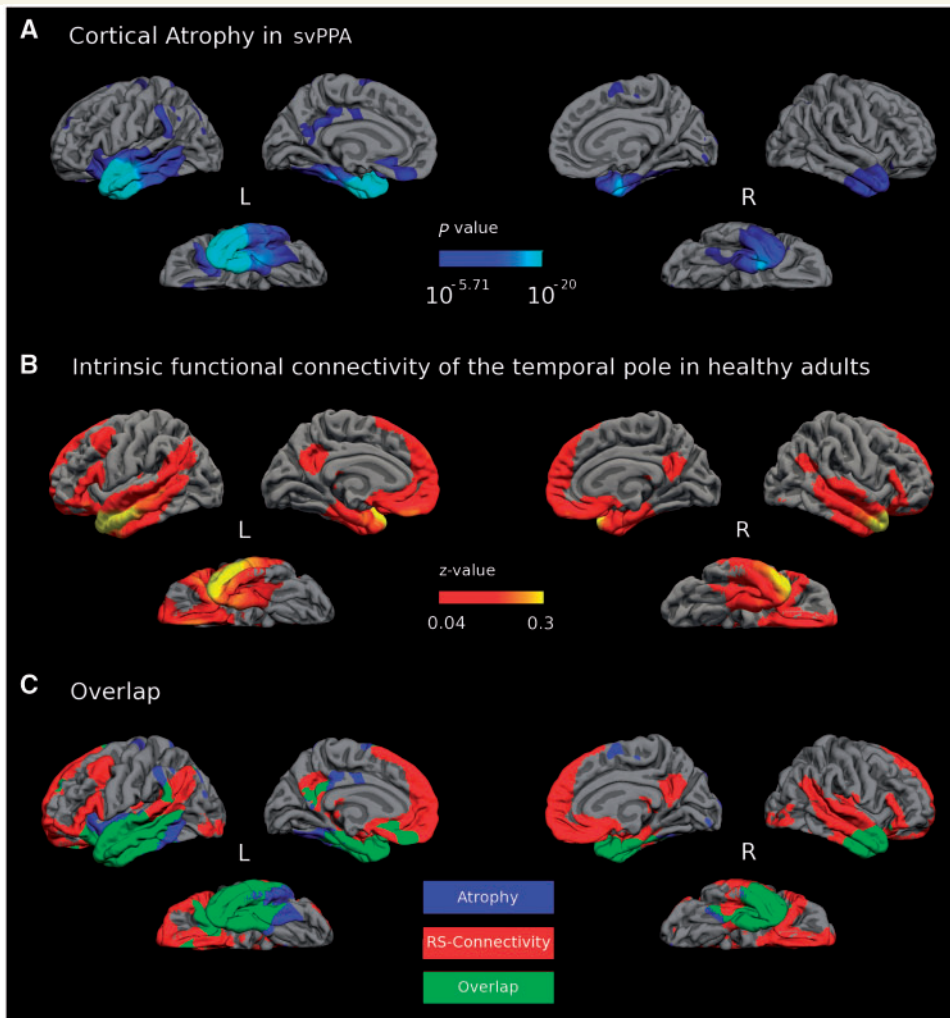 A Cortical Atrophy in svPPA
L
R
p value
10^-5.71 10^-20
B Intrinsic functional connectivity of the temporal pole in healthy adults
L
R
z-value
0.04 0.3
C Overlap
L
R
Atrophy
RS-Connectivity
Overlap